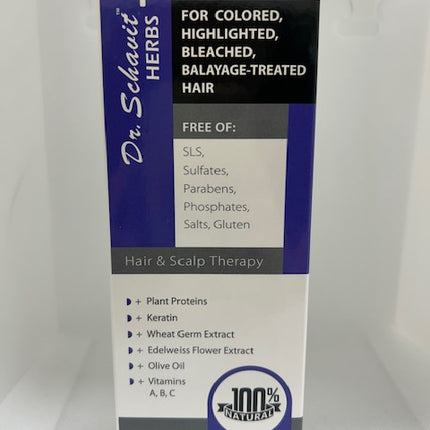 Dr. Schavit™
HERBS
FOR COLORED,
HIGHLIGHTED,
BLEACHED,
BALAYAGE-TREATED
HAIR
FREE OF:
SLS,
Sulfates,
Parabens,
Phosphates,
Salts, Gluten
Hair & Scalp Therapy
+ Plant Proteins
+ Keratin
+ Wheat Germ Extract
+ Edelweiss Flower Extract
+ Olive Oil
+ Vitamins
A, B, C
100%
NATURAL